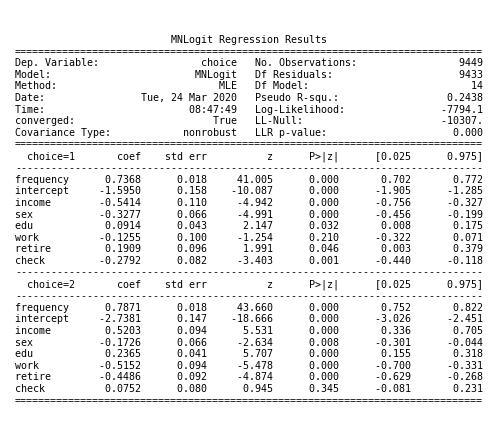 MNLogit Regression Results
==============================================================================
Dep. Variable: choice No. Observations: 9449
Model: MNLogit Df Residuals: 9433
Method: MLE Df Model: 14
Date: Tue, 24 Mar 2020 Pseudo R-squ.: 0.2438
Time: 08:47:49 Log-Likelihood: -7794.1
converged: True LL-Null: -10307.
Covariance Type: nonrobust LLR p-value: 0.000
==============================================================================
choice=1 coef std err z P>|z| [0.025 0.975]
------------------------------------------------------------------------------
frequency 0.7368 0.018 41.005 0.000 0.702 0.772
intercept -1.5950 0.158 -10.087 0.000 -1.905 -1.285
income -0.5414 0.110 -4.942 0.000 -0.756 -0.327
sex -0.3277 0.066 -4.991 0.000 -0.456 -0.199
edu 0.0914 0.043 2.147 0.032 0.008 0.175
work -0.1255 0.100 -1.254 0.210 -0.322 0.071
retire 0.1909 0.096 1.991 0.046 0.003 0.379
check -0.2792 0.082 -3.403 0.001 -0.440 -0.118
------------------------------------------------------------------------------
choice=2 coef std err z P>|z| [0.025 0.975]
------------------------------------------------------------------------------
frequency 0.7871 0.018 43.660 0.000 0.752 0.822
intercept -2.7381 0.147 -18.666 0.000 -3.026 -2.451
income 0.5203 0.094 5.531 0.000 0.336 0.705
sex -0.1726 0.066 -2.634 0.008 -0.301 -0.044
edu 0.2365 0.041 5.707 0.000 0.155 0.318
work -0.5152 0.094 -5.478 0.000 -0.700 -0.331
retire -0.4486 0.092 -4.874 0.000 -0.629 -0.268
check 0.0752 0.080 0.945 0.345 -0.081 0.231
==============================================================================